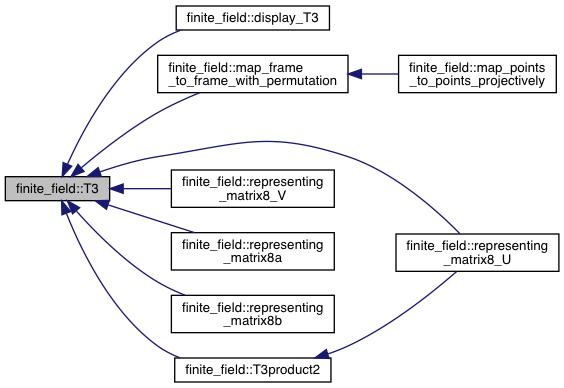 finite_field::display_T3
finite_field::map_frame
_to_frame_with_permutation
finite_field::map_points
_to_points_projectively
finite_field::T3
finite_field::representing
_matrix8_V
finite_field::representing
_matrix8a
finite_field::representing
_matrix8_U
finite_field::representing
_matrix8b
finite_field::T3product2